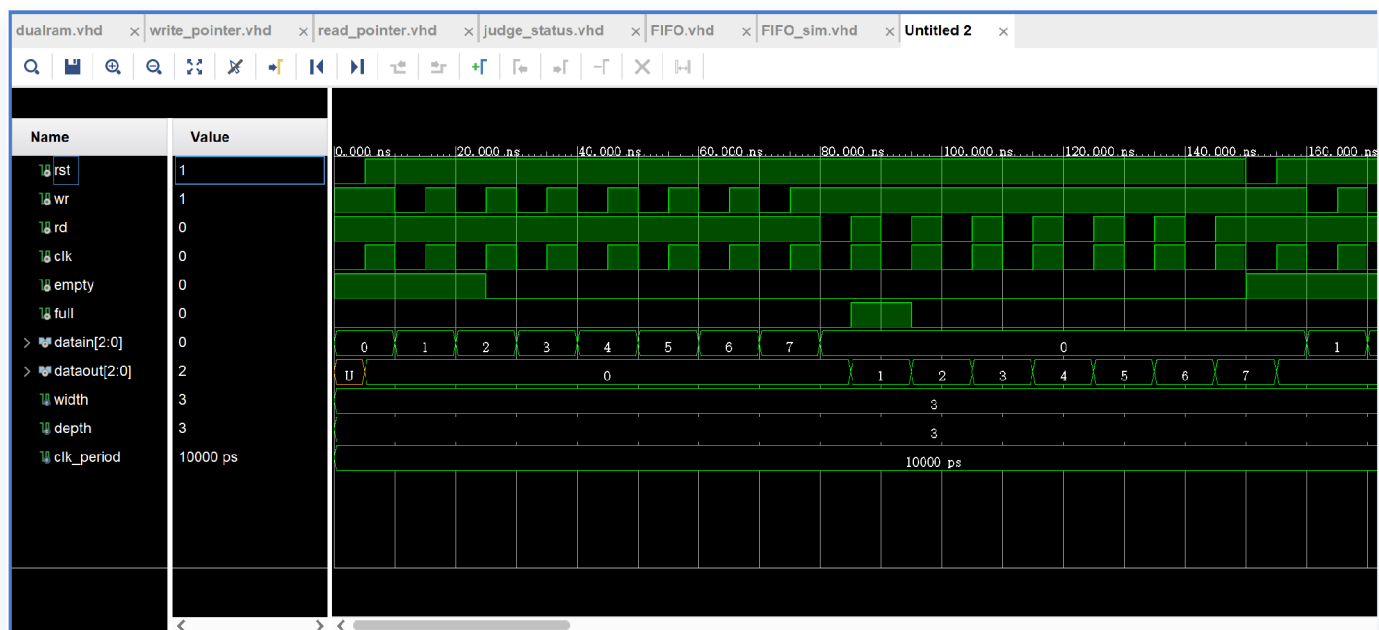 dualram.vhd × write_pointer.vhd × read_pointer.vhd × judge_status.vhd × FIFO.vhd × FIFO_sim.vhd × Untitled 2 ×
Name Value
0.000 ns 20.000 ns 40.000 ns 60.000 ns 80.000 ns 100.000 ns 120.000 ns 140.000 ns 160.000 ns
rst 1
wr 1
rd 0
clk 0
empty 0
full 0
datain[2:0] 0 0 1 2 3 4 5 6 7 0 1
dataout[2:0] 2 U 0 1 2 3 4 5 6 7
width 3 3
depth 3 3
clk_period 10000 ps 10000 ps